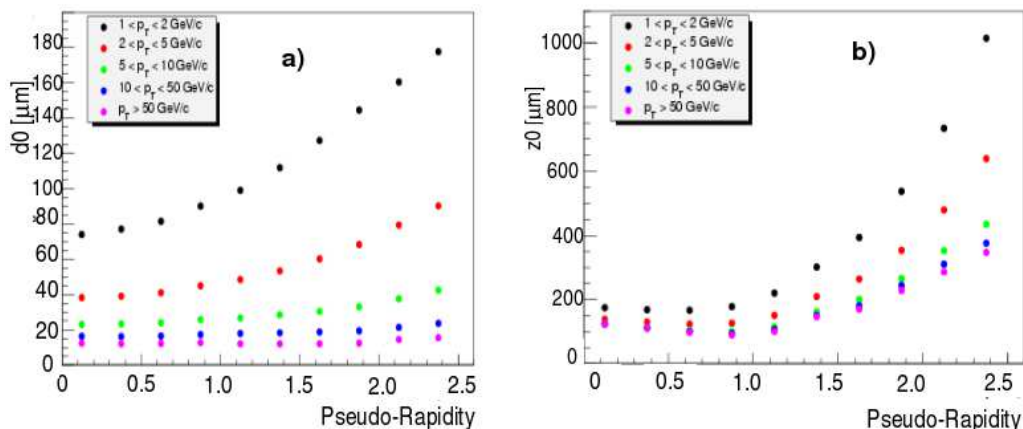 a)
1 < pT < 2 GeV/c
2 < pT < 5 GeV/c
5 < pT < 10 GeV/c
10 < pT < 50 GeV/c
pT > 50 GeV/c
d0 [μm]
180
160
140
120
100
80
60
40
20
0
0 0.5 1.0 1.5 2.0 2.5
Pseudo-Rapidity
b)
1 < pT < 2 GeV/c
2 < pT < 5 GeV/c
5 < pT < 10 GeV/c
10 < pT < 50 GeV/c
pT > 50 GeV/c
z0 [μm]
1000
800
600
400
200
0
0 0.5 1.0 1.5 2.0 2.5
Pseudo-Rapidity